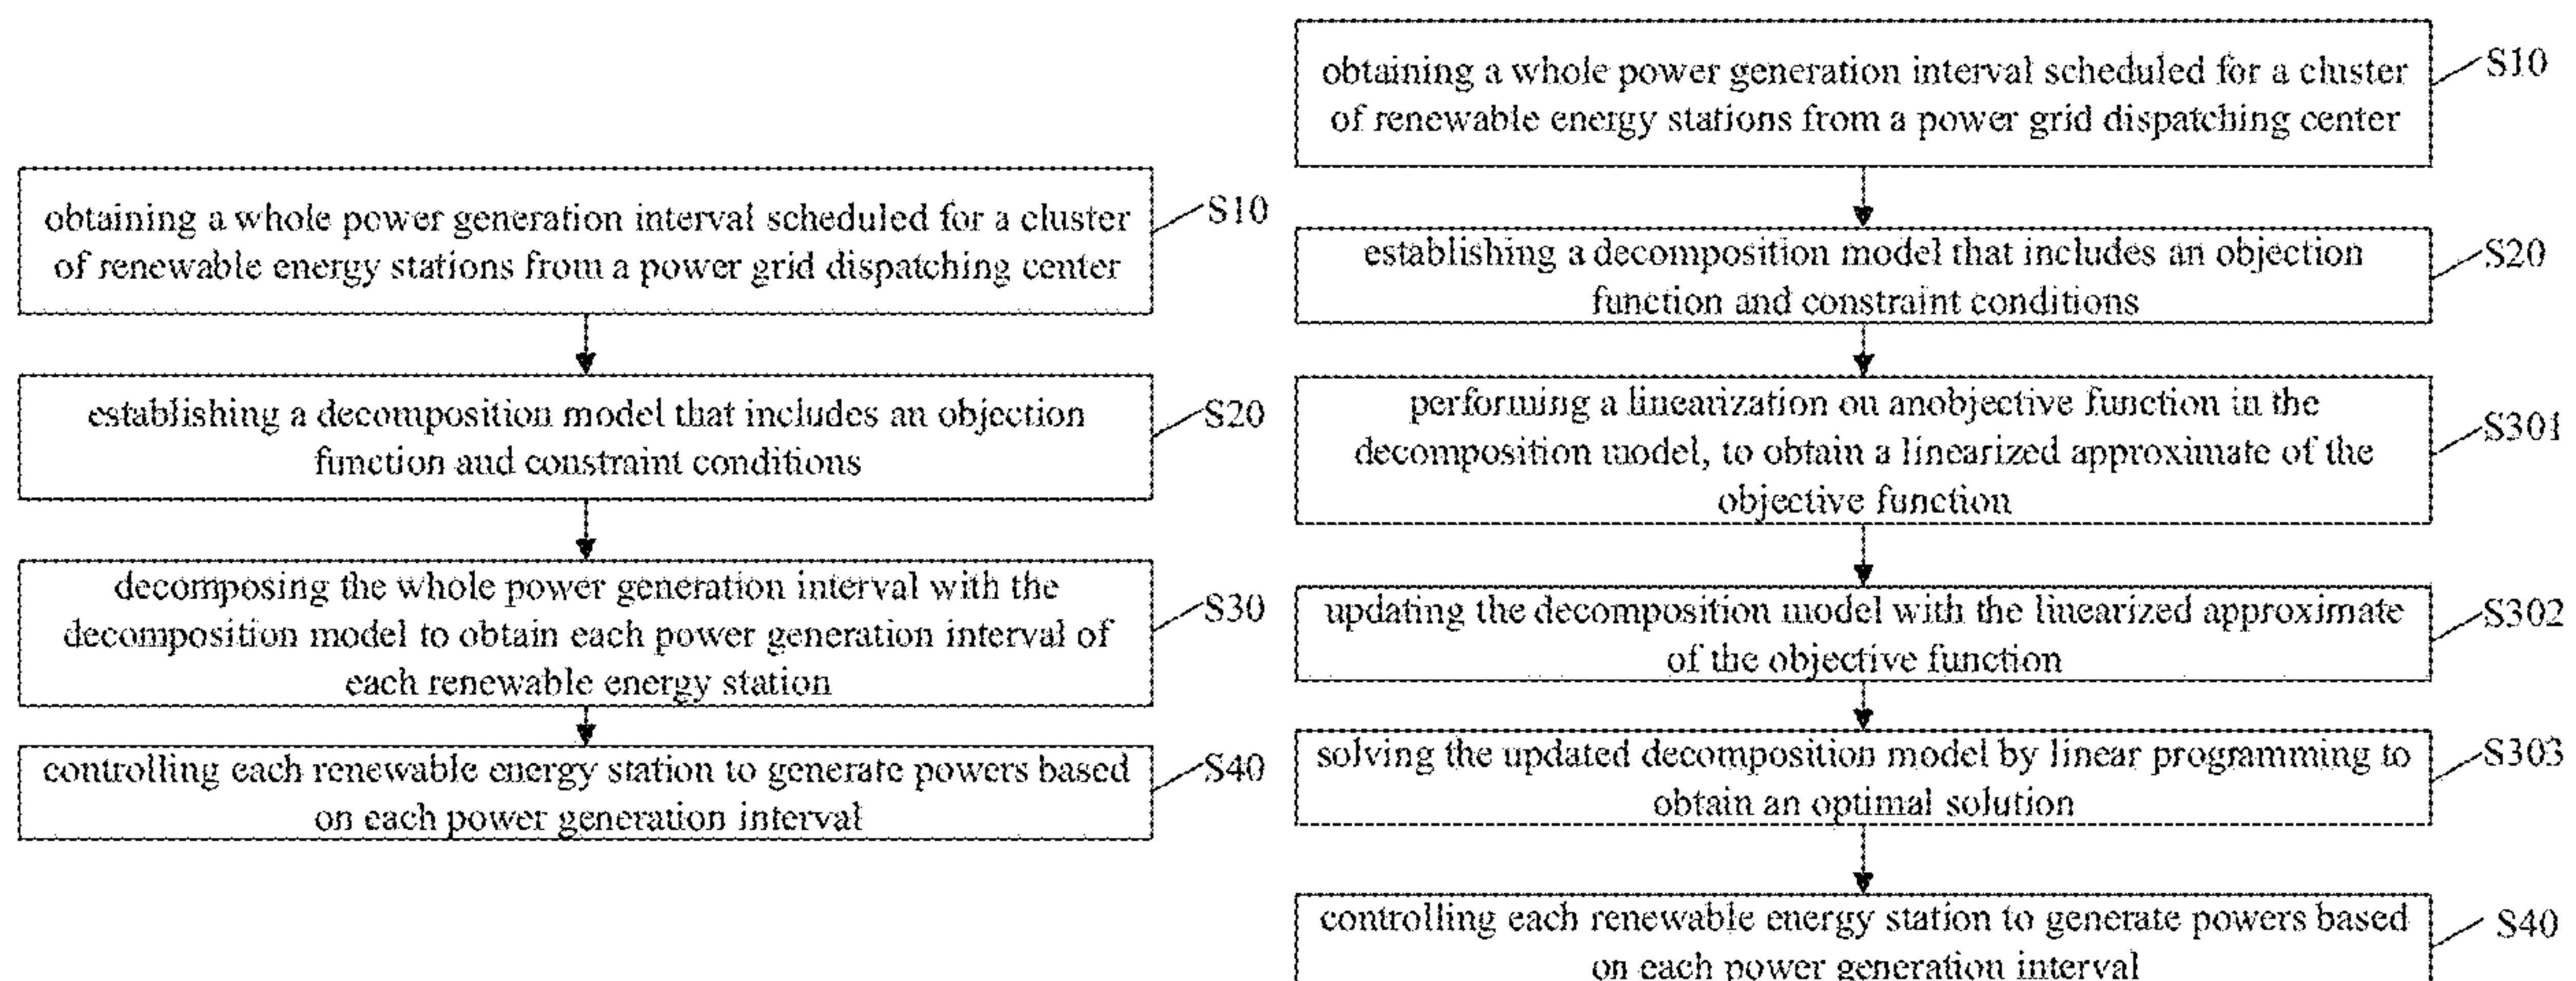 obtaining a whole power generation interval scheduled for a cluster
of renewable energy stations from a power grid dispatching center
S10
establishing a decomposition model that includes an objection
function and constraint conditions
S20
decomposing the whole power generation interval with the
decomposition model to obtain each power generation interval of
each renewable energy station
S30
controlling each renewable energy station to generate powers based
on each power generation interval
S40
obtaining a whole power generation interval scheduled for a cluster
of renewable energy stations from a power grid dispatching center
S10
establishing a decomposition model that includes an objection
function and constraint conditions
S20
performing a linearization on anobjective function in the
decomposition model, to obtain a linearized approximate of the
objective function
S301
updating the decomposition model with the linearized approximate
of the objective function
S302
solving the updated decomposition model by linear programming to
obtain an optimal solution
S303
controlling each renewable energy station to generate powers based
on each power generation interval
S40